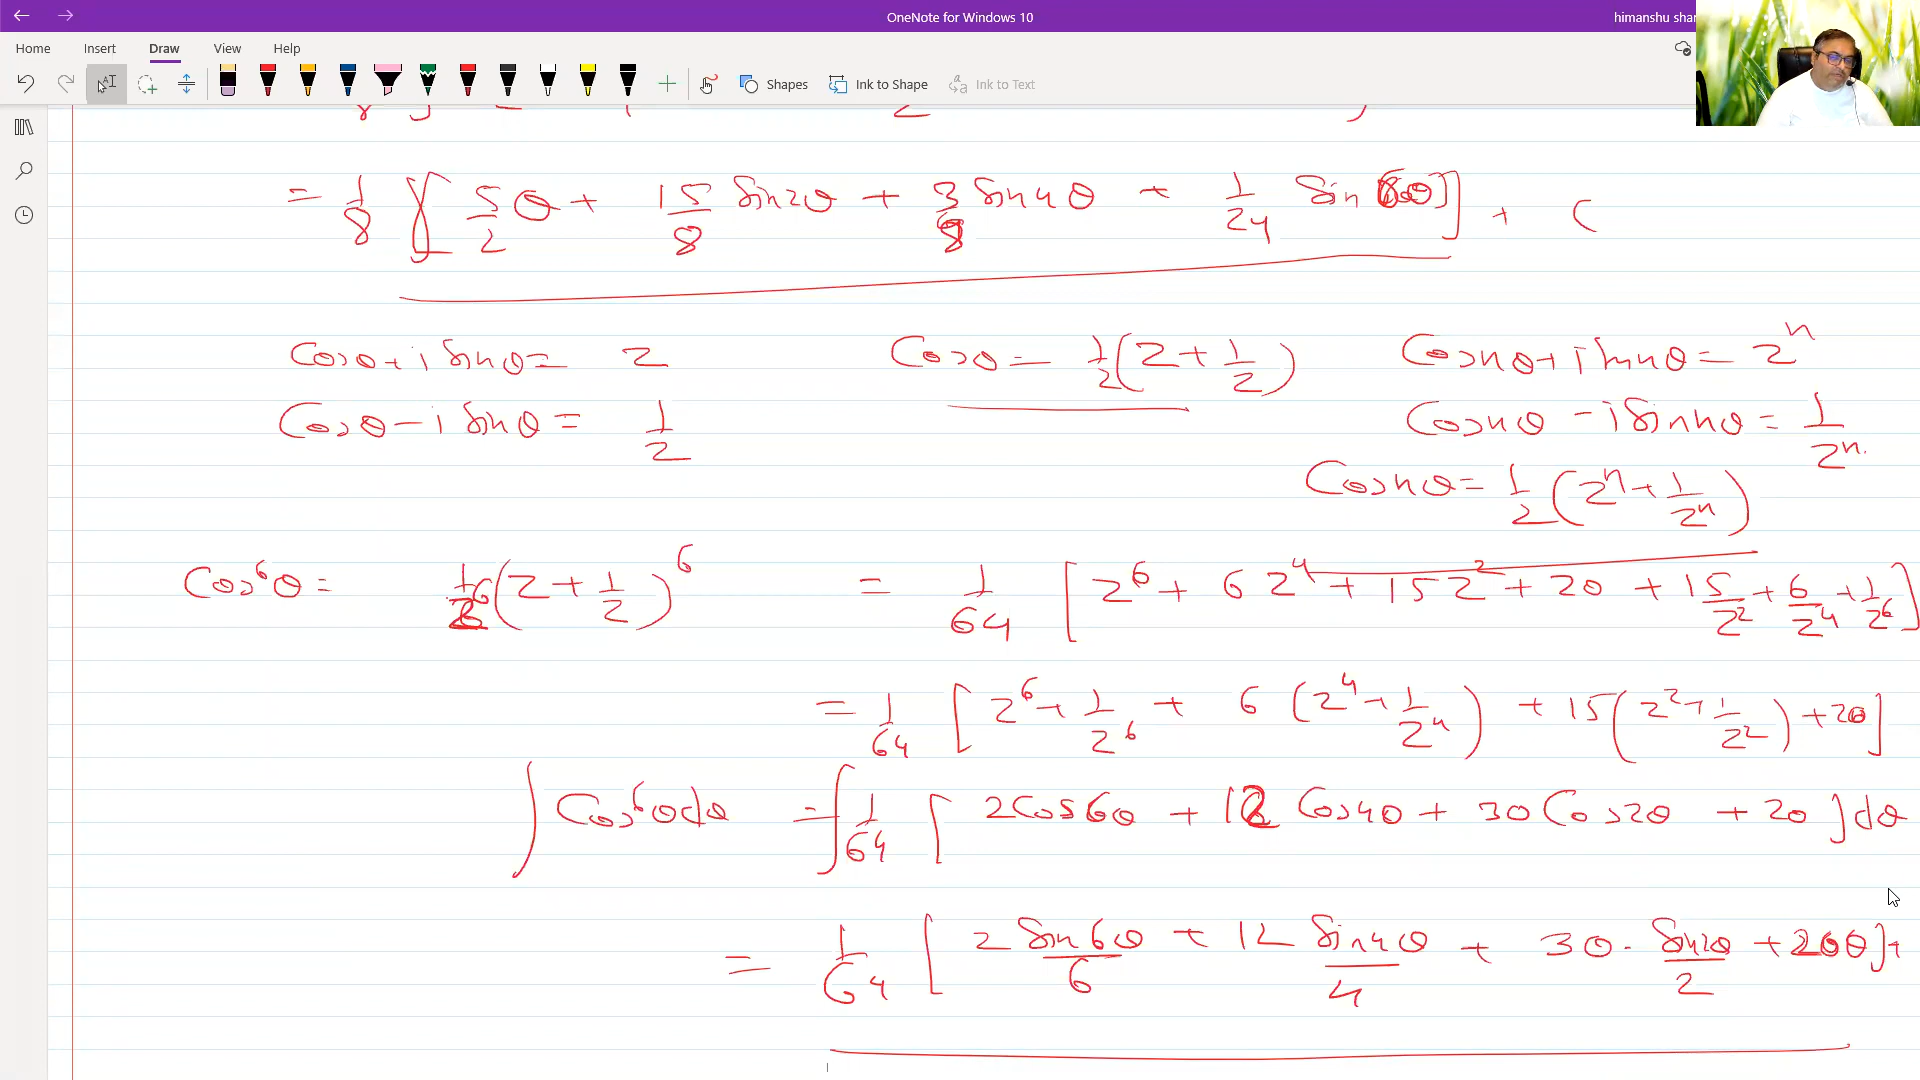 OneNote for Windows 10
himanshu shar
Home Insert Draw View Help
Shapes Ink to Shape Ink to Text
= 1/8 [ 5/2 θ + 15/8 sin2θ + 3/8 sin4θ + 1/24 sin 6θ ] + C
Cosθ + i sinθ = z
Cosθ = 1/2 (z + 1/z)
Cosnθ + i sinnθ = z^n
Cosθ - i sinθ = 1/z
Cosnθ - i sinnθ = 1/z^n.
Cosnθ = 1/2 (z^n + 1/z^n)
Cos^6 θ = 1/2^6 (z + 1/z)^6 = 1/64 [ z^6 + 6z^4 + 15z^2 + 20 + 15/z^2 + 6/z^4 + 1/z^6 ]
= 1/64 [ z^6 + 1/z^6 + 6 (z^4 + 1/z^4) + 15 (z^2 + 1/z^2) + 20 ]
∫ Cos^6 θ dθ = ∫ 1/64 [ 2Cos6θ + 12 Cos4θ + 30 Cos2θ + 20 ] dθ
= 1/64 [ 2 sin6θ/6 + 12 sin4θ/4 + 30 · sin2θ/2 + 20θ ] +